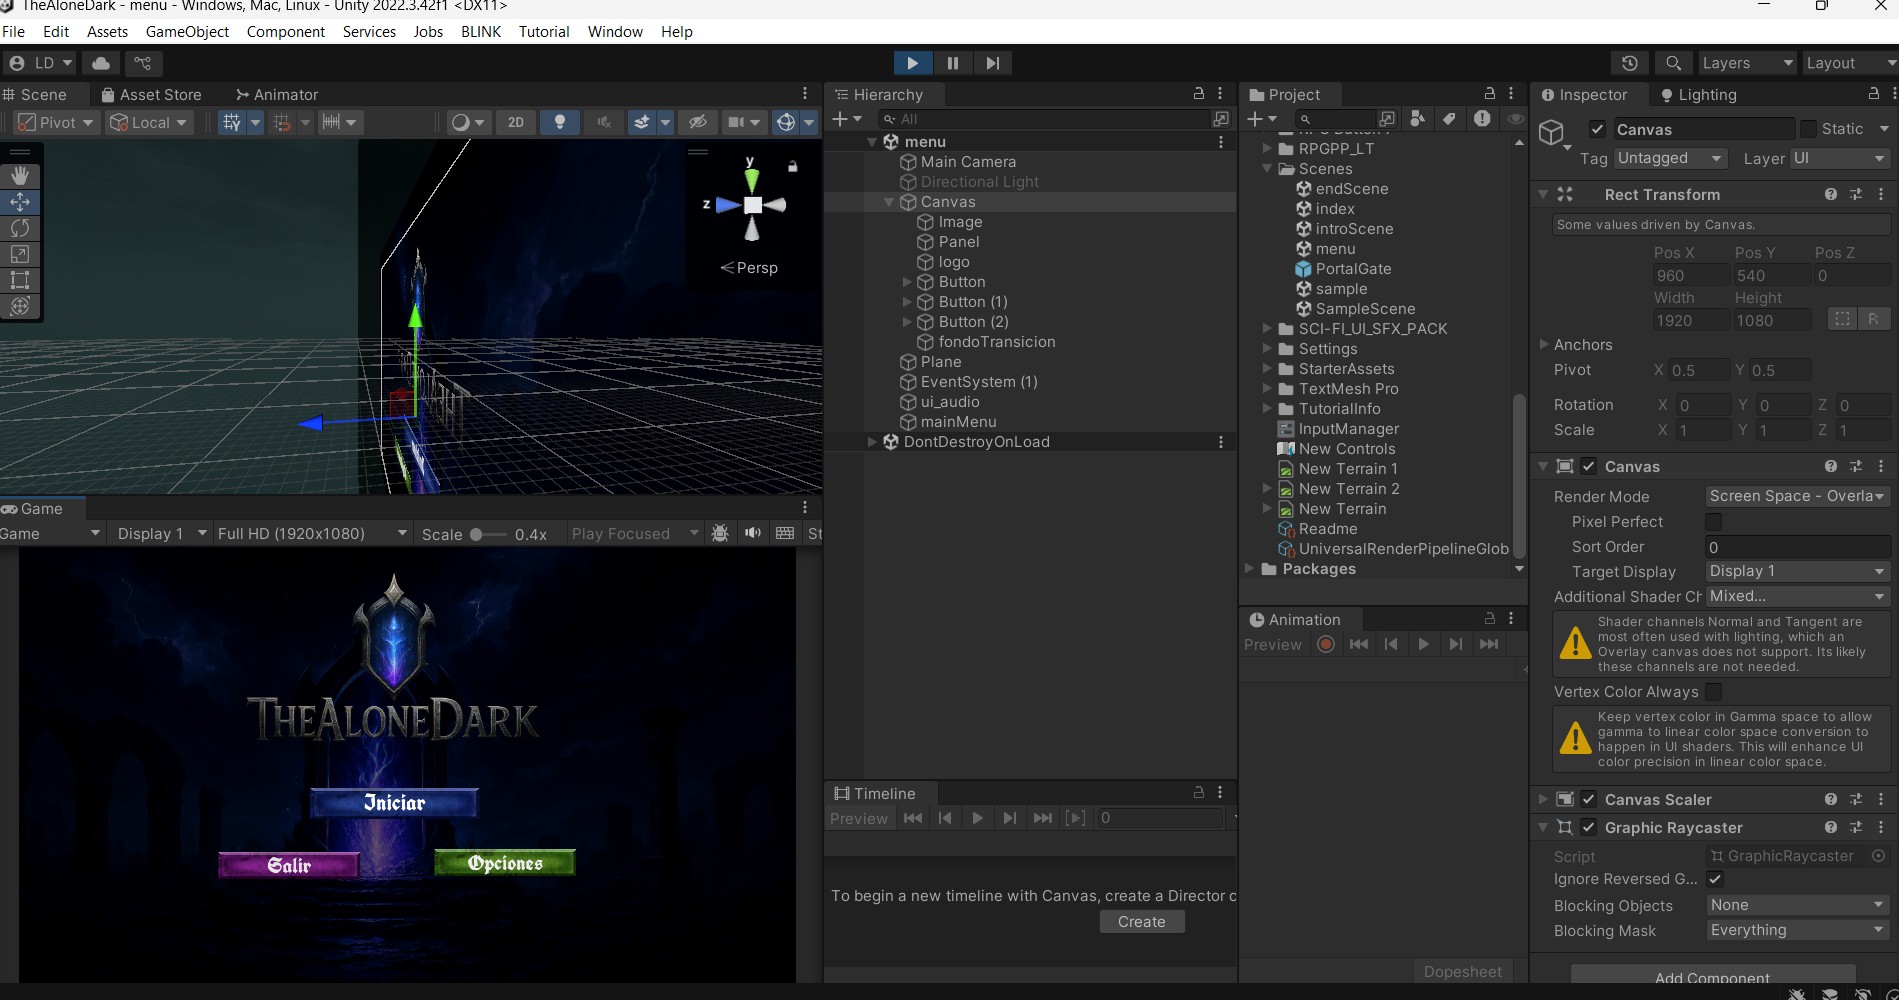 TheAloneDark - menu - Windows, Mac, Linux - Unity 2022.3.42f1 <DX11>
File Edit Assets GameObject Component Services Jobs BLINK Tutorial Window Help
LD Layers Layout
Scene Asset Store Animator
Pivot Local 2D
y
z
Persp
Game
Game Display 1 Full HD (1920x1080) Scale 0.4x Play Focused St
THEALONEDARK
Iniciar
Salir
Opciones
Hierarchy
All
menu
Main Camera
Directional Light
Canvas
Image
Panel
logo
Button
Button (1)
Button (2)
fondoTransicion
Plane
EventSystem (1)
ui_audio
mainMenu
DontDestroyOnLoad
Timeline
Preview 0
To begin a new timeline with Canvas, create a Director c
Create
Project
RPGPP_LT
Scenes
endScene
index
introScene
menu
PortalGate
sample
SampleScene
SCI-FI_UI_SFX_PACK
Settings
StarterAssets
TextMesh Pro
TutorialInfo
InputManager
New Controls
New Terrain 1
New Terrain 2
New Terrain
Readme
UniversalRenderPipelineGlob
Packages
Animation
Preview
Dopesheet
Inspector Lighting
Canvas Static
Tag Untagged Layer UI
Rect Transform
Some values driven by Canvas.
Pos X Pos Y Pos Z
960 540 0
Width Height
1920 1080 R
Anchors
Pivot X 0.5 Y 0.5
Rotation X 0 Y 0 Z 0
Scale X 1 Y 1 Z 1
Canvas
Render Mode Screen Space - Overla
Pixel Perfect
Sort Order 0
Target Display Display 1
Additional Shader Ch Mixed...
Shader channels Normal and Tangent are
most often used with lighting, which an
Overlay canvas does not support. Its likely
these channels are not needed.
Vertex Color Always
Keep vertex color in Gamma space to allow
gamma to linear color space conversion to
happen in UI shaders. This will enhance UI
color precision in linear color space.
Canvas Scaler
Graphic Raycaster
Script GraphicRaycaster
Ignore Reversed G...
Blocking Objects None
Blocking Mask Everything
Add Component